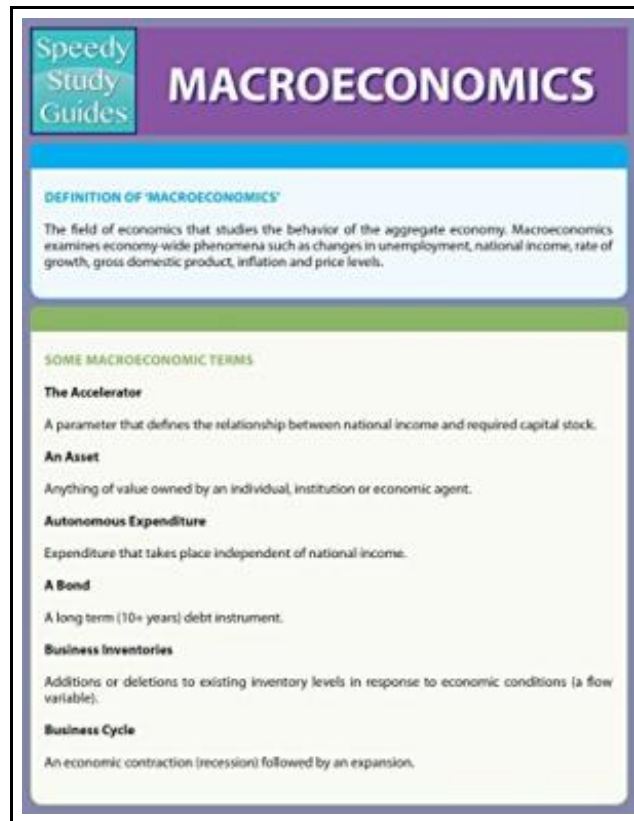 Speedy
Study
Guides
MACROECONOMICS
DEFINITION OF 'MACROECONOMICS'
The field of economics that studies the behavior of the aggregate economy. Macroeconomics
examines economy-wide phenomena such as changes in unemployment, national income, rate of
growth, gross domestic product, inflation and price levels.
SOME MACROECONOMIC TERMS
The Accelerator
A parameter that defines the relationship between national income and required capital stock.
An Asset
Anything of value owned by an individual, institution or economic agent.
Autonomous Expenditure
Expenditure that takes place independent of national income.
A Bond
A long term (10+ years) debt instrument.
Business Inventories
Additions or deletions to existing inventory levels in response to economic conditions (a flow
variable).
Business Cycle
An economic contraction (recession) followed by an expansion.